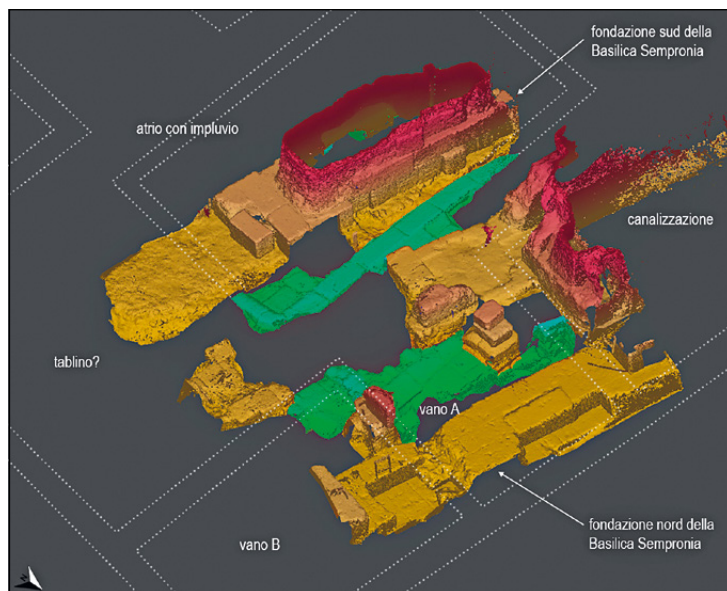 fondazione sud della
Basilica Sempronia
atrio con impluvio
canalizzazione
tablino?
vano A
fondazione nord della
Basilica Sempronia
vano B